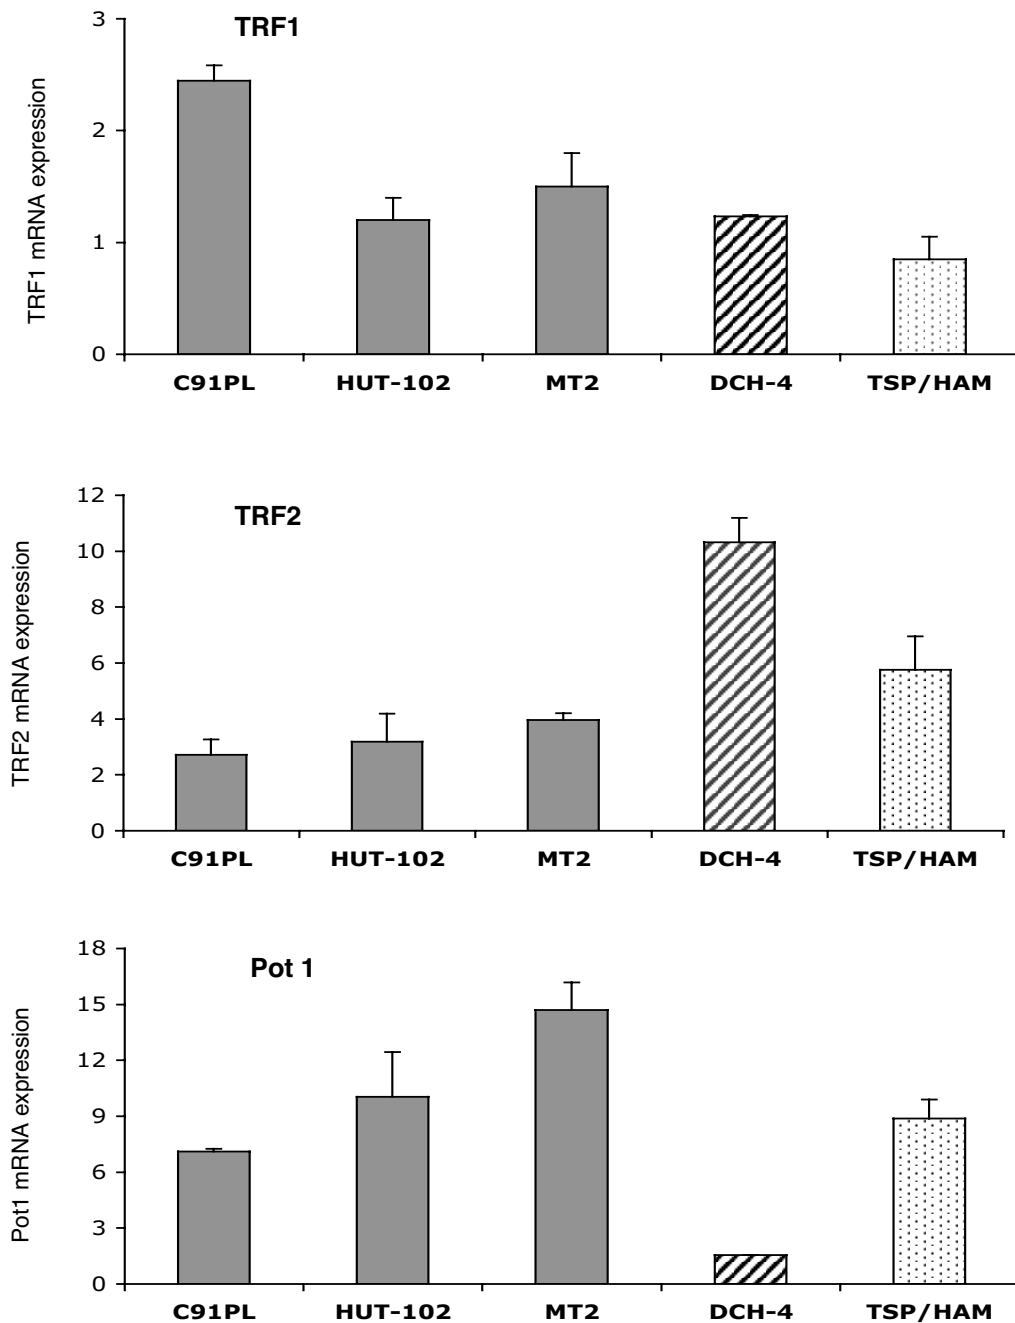 TRF1
TRF1 mRNA expression
3
2
1
0
C91PL HUT-102 MT2 DCH-4 TSP/HAM
TRF2
TRF2 mRNA expression
12
10
8
6
4
2
0
C91PL HUT-102 MT2 DCH-4 TSP/HAM
Pot 1
Pot1 mRNA expression
18
15
12
9
6
3
0
C91PL HUT-102 MT2 DCH-4 TSP/HAM